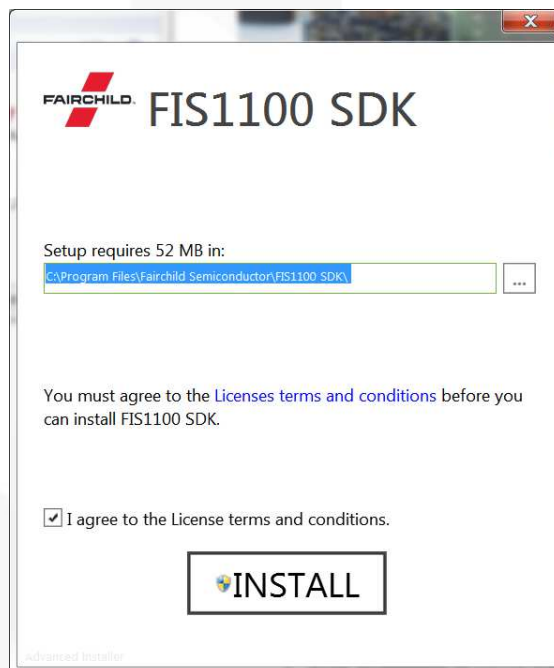 FAIRCHILD.
FIS1100 SDK
Setup requires 52 MB in:
C:\Program Files\Fairchild Semiconductor\FIS1100 SDK\
...
You must agree to the Licenses terms and conditions before you
can install FIS1100 SDK.
I agree to the License terms and conditions.
INSTALL
Advanced Installer